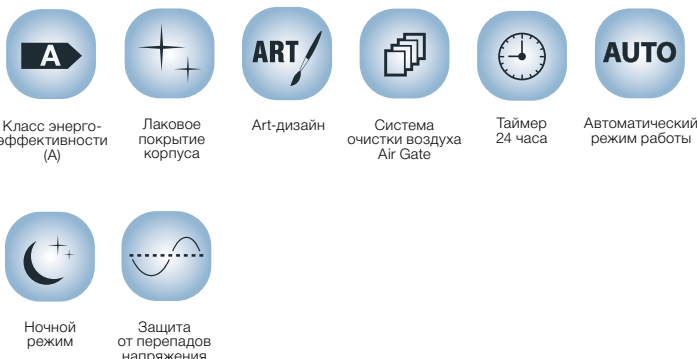 A
ART
AUTO
Класс энерго-
эффективности
(A)
Лаковое
покрытие
корпуса
Art-дизайн
Система
очистки воздуха
Air Gate
Таймер
24 часа
Автоматический
режим работы
Ночной
режим
Защита
от перепадов
напряжения